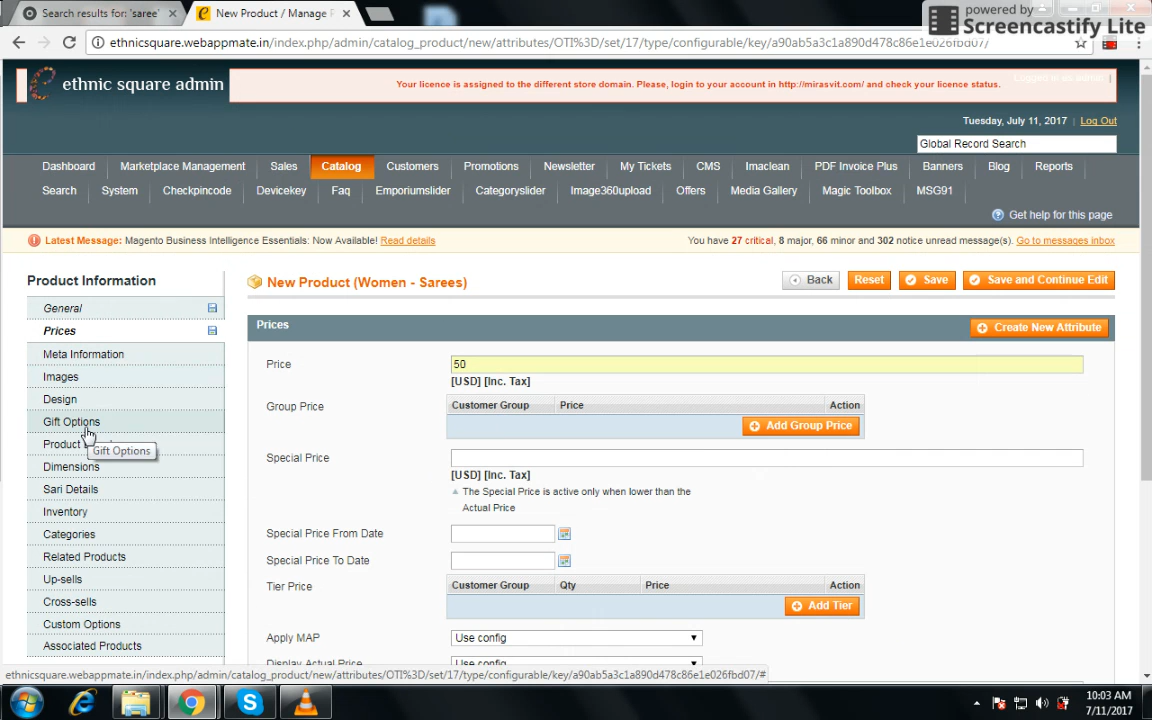 Search results for: 'saree'
New Product / Manage P
powered by
Screencastify Lite
ethnicsquare.webappmate.in/index.php/admin/catalog_product/new/attributes/OTI%3D/set/17/type/configurable/key/a90ab5a3c1a890d478c86e1e026fbd07/
ethnic square admin
Your licence is assigned to the different store domain. Please, login to your account in http://mirasvit.com/ and check your licence status.
Tuesday, July 11, 2017 | Log Out
Global Record Search
Dashboard Marketplace Management Sales Catalog Customers Promotions Newsletter My Tickets CMS Imaclean PDF Invoice Plus Banners Blog Reports
Search System Checkpincode Devicekey Faq Emporiumslider Categoryslider Image360upload Offers Media Gallery Magic Toolbox MSG91
Get help for this page
Latest Message: Magento Business Intelligence Essentials: Now Available! Read details
You have 27 critical, 8 major, 66 minor and 302 notice unread message(s). Go to messages inbox
Product Information
General
Prices
Meta Information
Images
Design
Gift Options
Product
Gift Options
Dimensions
Sari Details
Inventory
Categories
Related Products
Up-sells
Cross-sells
Custom Options
Associated Products
New Product (Women - Sarees)
Back Reset Save Save and Continue Edit
Prices
Create New Attribute
Price 50
[USD] [Inc. Tax]
Group Price Customer Group Price Action
Add Group Price
Special Price
[USD] [Inc. Tax]
The Special Price is active only when lower than the
Actual Price
Special Price From Date
Special Price To Date
Tier Price Customer Group Qty Price Action
Add Tier
Apply MAP Use config
Display Actual Price Use config
ethnicsquare.webappmate.in/index.php/admin/catalog_product/new/attributes/OTI%3D/set/17/type/configurable/key/a90ab5a3c1a890d478c86e1e026fbd07/#
10:03 AM
7/11/2017